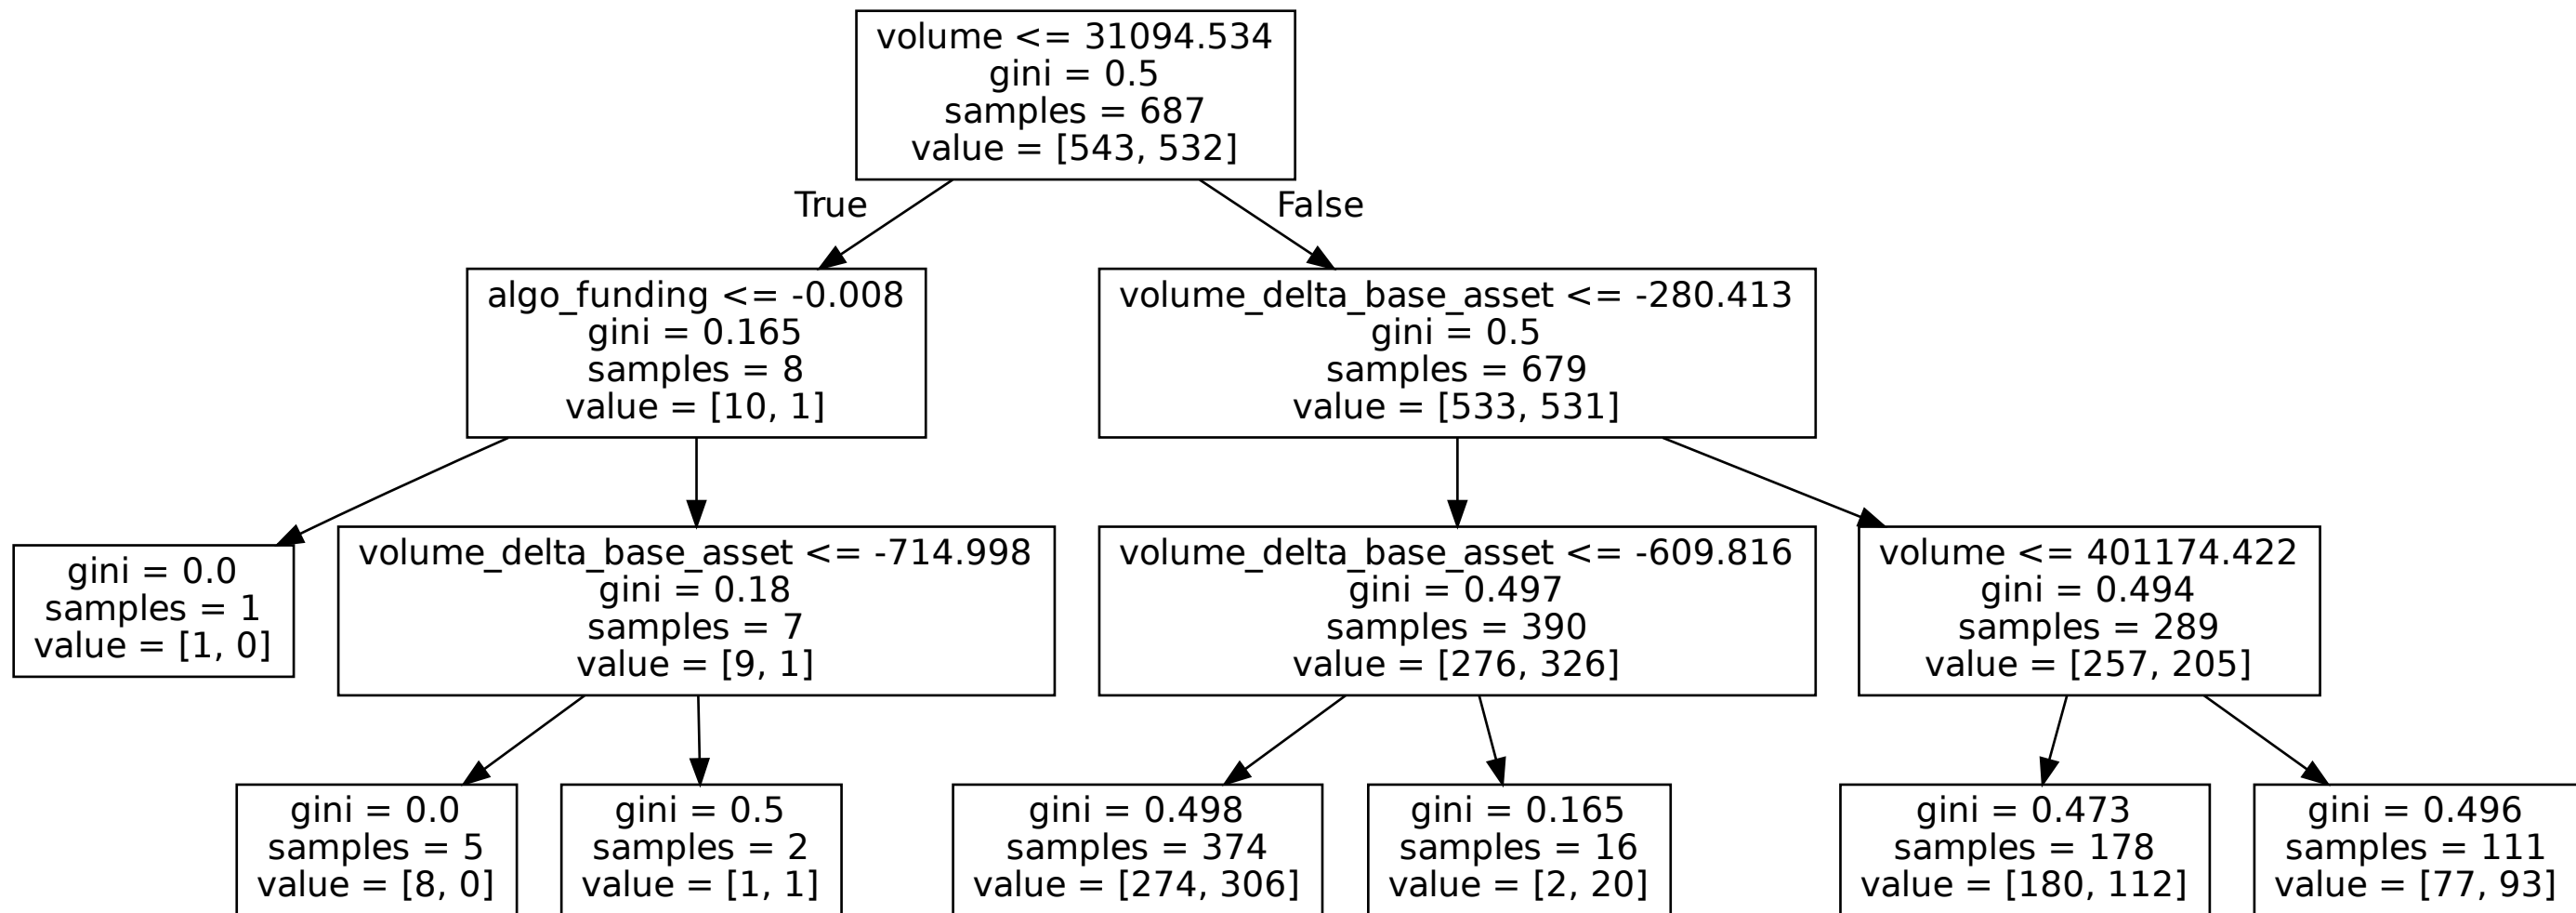 volume <= 31094.534
gini = 0.5
samples = 687
value = [543, 532]
True
False
algo_funding <= -0.008
gini = 0.165
samples = 8
value = [10, 1]
volume_delta_base_asset <= -280.413
gini = 0.5
samples = 679
value = [533, 531]
gini = 0.0
samples = 1
value = [1, 0]
volume_delta_base_asset <= -714.998
gini = 0.18
samples = 7
value = [9, 1]
volume_delta_base_asset <= -609.816
gini = 0.497
samples = 390
value = [276, 326]
volume <= 401174.422
gini = 0.494
samples = 289
value = [257, 205]
gini = 0.0
samples = 5
value = [8, 0]
gini = 0.5
samples = 2
value = [1, 1]
gini = 0.498
samples = 374
value = [274, 306]
gini = 0.165
samples = 16
value = [2, 20]
gini = 0.473
samples = 178
value = [180, 112]
gini = 0.496
samples = 111
value = [77, 93]